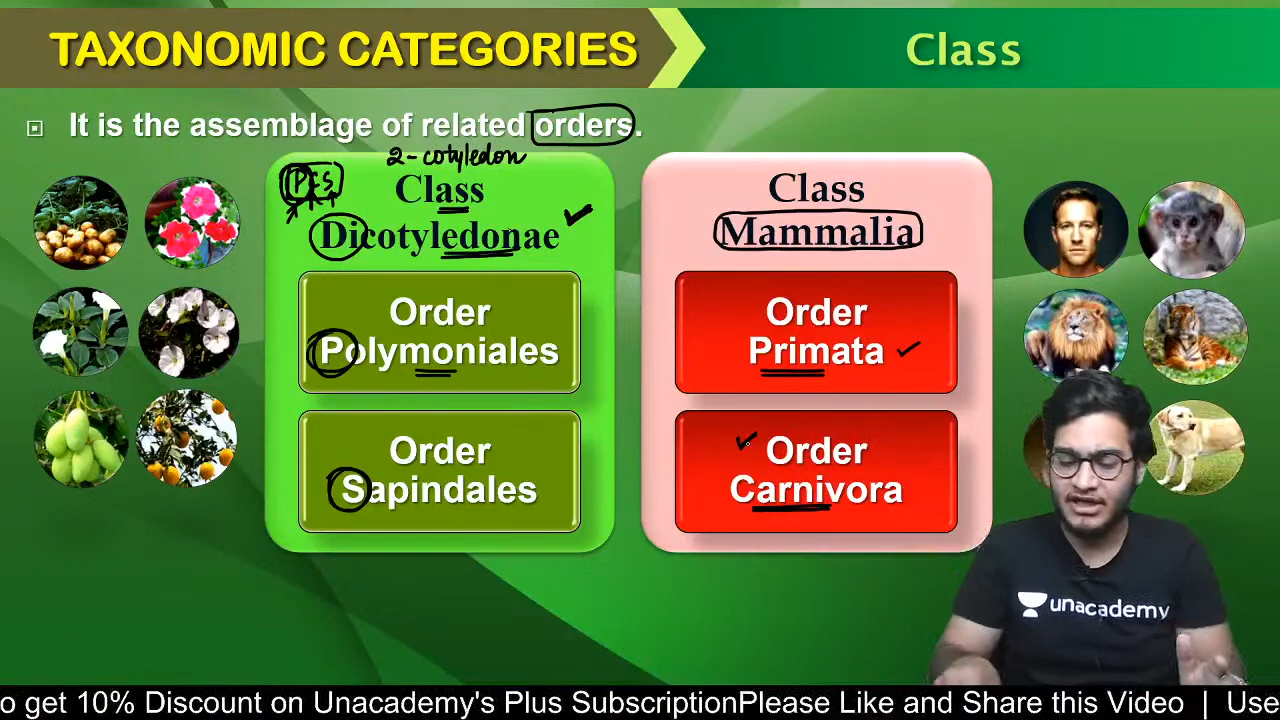 TAXONOMIC CATEGORIES
Class
It is the assemblage of related orders.
2-cotyledon
Class
Dicotyledonae
Order
Polymoniales
Order
Sapindales
Class
Mammalia
Order
Primata
Order
Carnivora
unacademy
o get 10% Discount on Unacademy's Plus SubscriptionPlease Like and Share this Video | Use